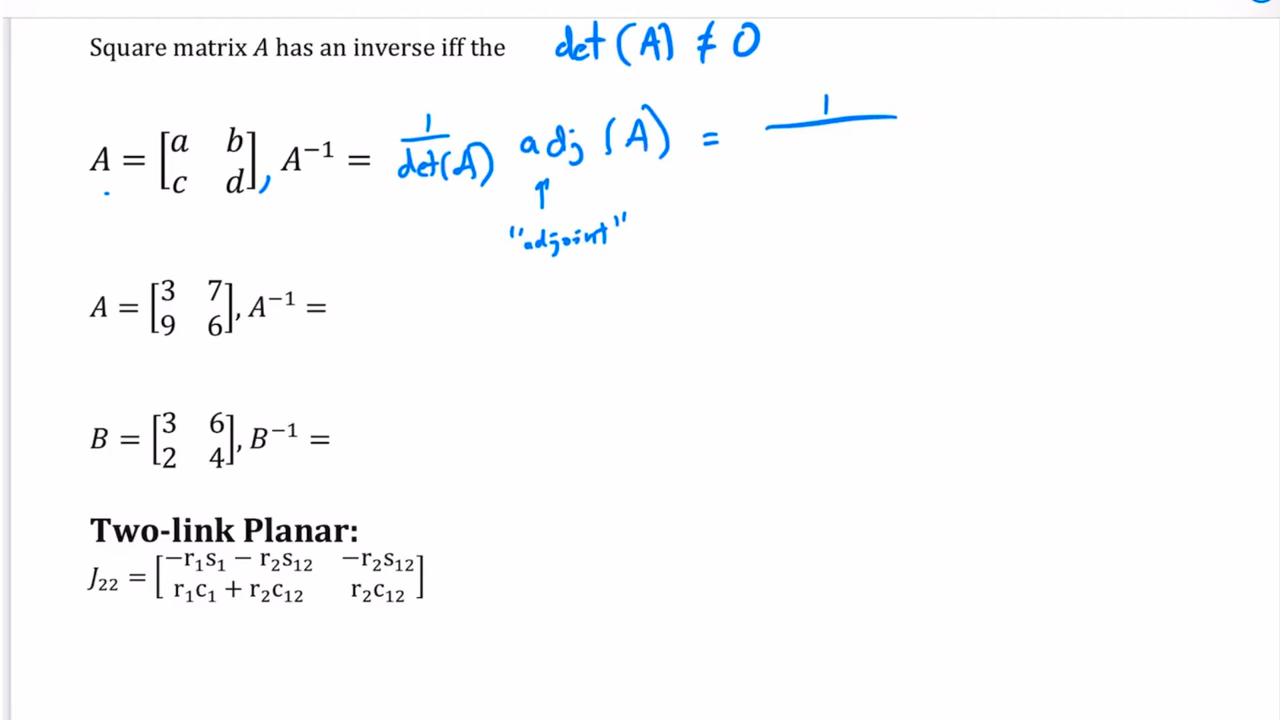 Square matrix A has an inverse iff the det(A) ≠ 0
A = [a b; c d], A⁻¹ = 1/det(A) adj(A) = 1/
↑
"adjoint"
A = [3 7; 9 6], A⁻¹ =
B = [3 6; 2 4], B⁻¹ =
Two-link Planar:
J₂₂ = [−r₁s₁ − r₂s₁₂ −r₂s₁₂; r₁c₁ + r₂c₁₂ r₂c₁₂]